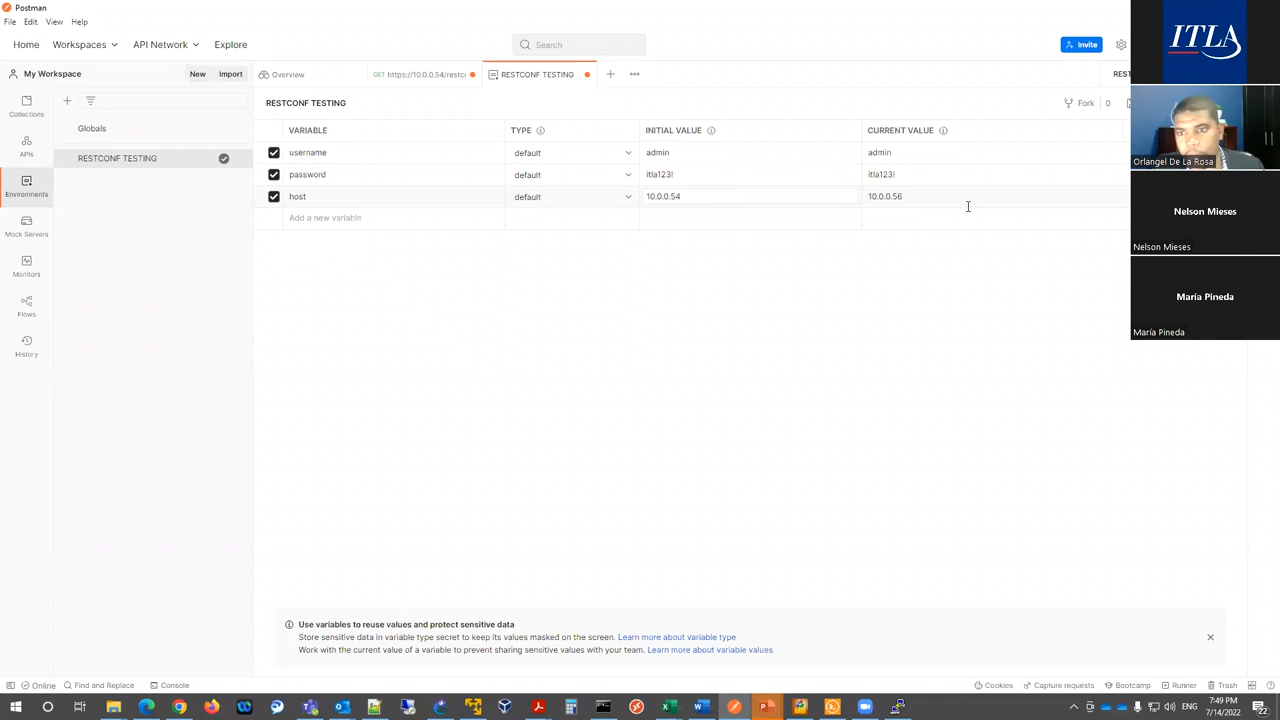 Postman
File Edit View Help
Home Workspaces API Network Explore
Search
Invite
My Workspace
New Import
Overview
GET https://10.0.0.54/restcc
RESTCONF TESTING
REST
Collections
APIs
Environments
Mock Servers
Monitors
Flows
History
Globals
RESTCONF TESTING
RESTCONF TESTING
Fork 0
VARIABLE TYPE INITIAL VALUE CURRENT VALUE
username default admin admin
password default itla123! itla123!
host default 10.0.0.54 10.0.0.56
Add a new variable
Use variables to reuse values and protect sensitive data
Store sensitive data in variable type secret to keep its values masked on the screen. Learn more about variable type
Work with the current value of a variable to prevent sharing sensitive values with your team. Learn more about variable values
Online Find and Replace Console
Cookies Capture requests Bootcamp Runner Trash
ITLA
Orlangel De La Rosa
Nelson Mieses
Nelson Mieses
María Pineda
María Pineda
ENG
7:49 PM
7/14/2022
22